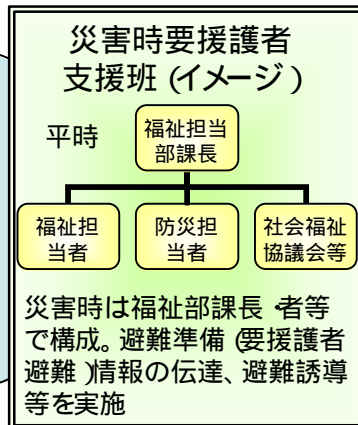 災害時要援護者
支援班(イメージ)
平時
福祉担当
部課長
福祉担
当者
防災担
当者
社会福祉
協議会等
災害時は福祉部課長・者等
で構成。避難準備(要援護者
避難)情報の伝達、避難誘導
等を実施